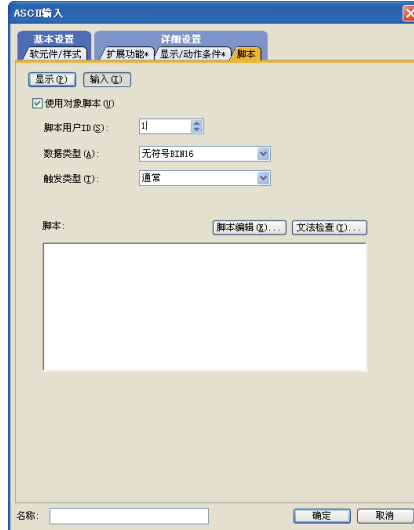 ASCII输入
基本设置 详细设置
软元件/样式 扩展功能* 显示/动作条件* 脚本
显示(P) 输入(I)
使用对象脚本(U)
脚本用户ID(S): 1
数据类型(A): 无符号BIN16
触发类型(T): 通常
脚本: 脚本编辑(E)... 文法检查(Y)...
名称: 确定 取消